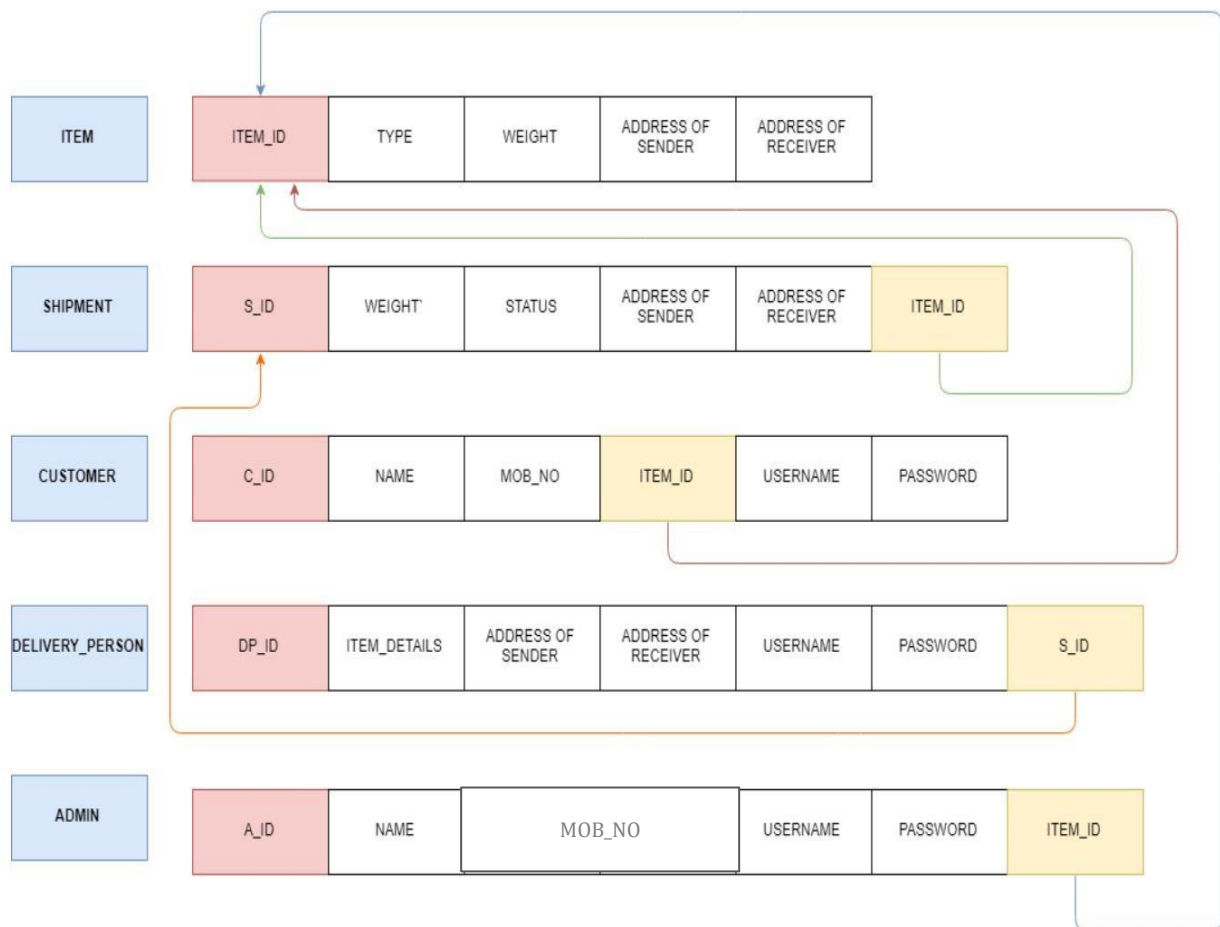 ITEM
ITEM_ID
TYPE
WEIGHT
ADDRESS OF
SENDER
ADDRESS OF
RECEIVER
SHIPMENT
S_ID
WEIGHT`
STATUS
ADDRESS OF
SENDER
ADDRESS OF
RECEIVER
ITEM_ID
CUSTOMER
C_ID
NAME
MOB_NO
ITEM_ID
USERNAME
PASSWORD
DELIVERY_PERSON
DP_ID
ITEM_DETAILS
ADDRESS OF
SENDER
ADDRESS OF
RECEIVER
USERNAME
PASSWORD
S_ID
ADMIN
A_ID
NAME
MOB_NO
USERNAME
PASSWORD
ITEM_ID